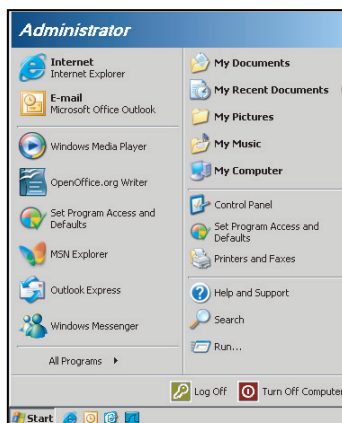 Administrator
Internet
Internet Explorer
E-mail
Microsoft Office Outlook
Windows Media Player
OpenOffice.org Writer
Set Program Access and
Defaults
MSN Explorer
Outlook Express
Windows Messenger
All Programs
My Documents
My Recent Documents
My Pictures
My Music
My Computer
Control Panel
Set Program Access and
Defaults
Printers and Faxes
Help and Support
Search
Run...
Log Off
Turn Off Computer
Start